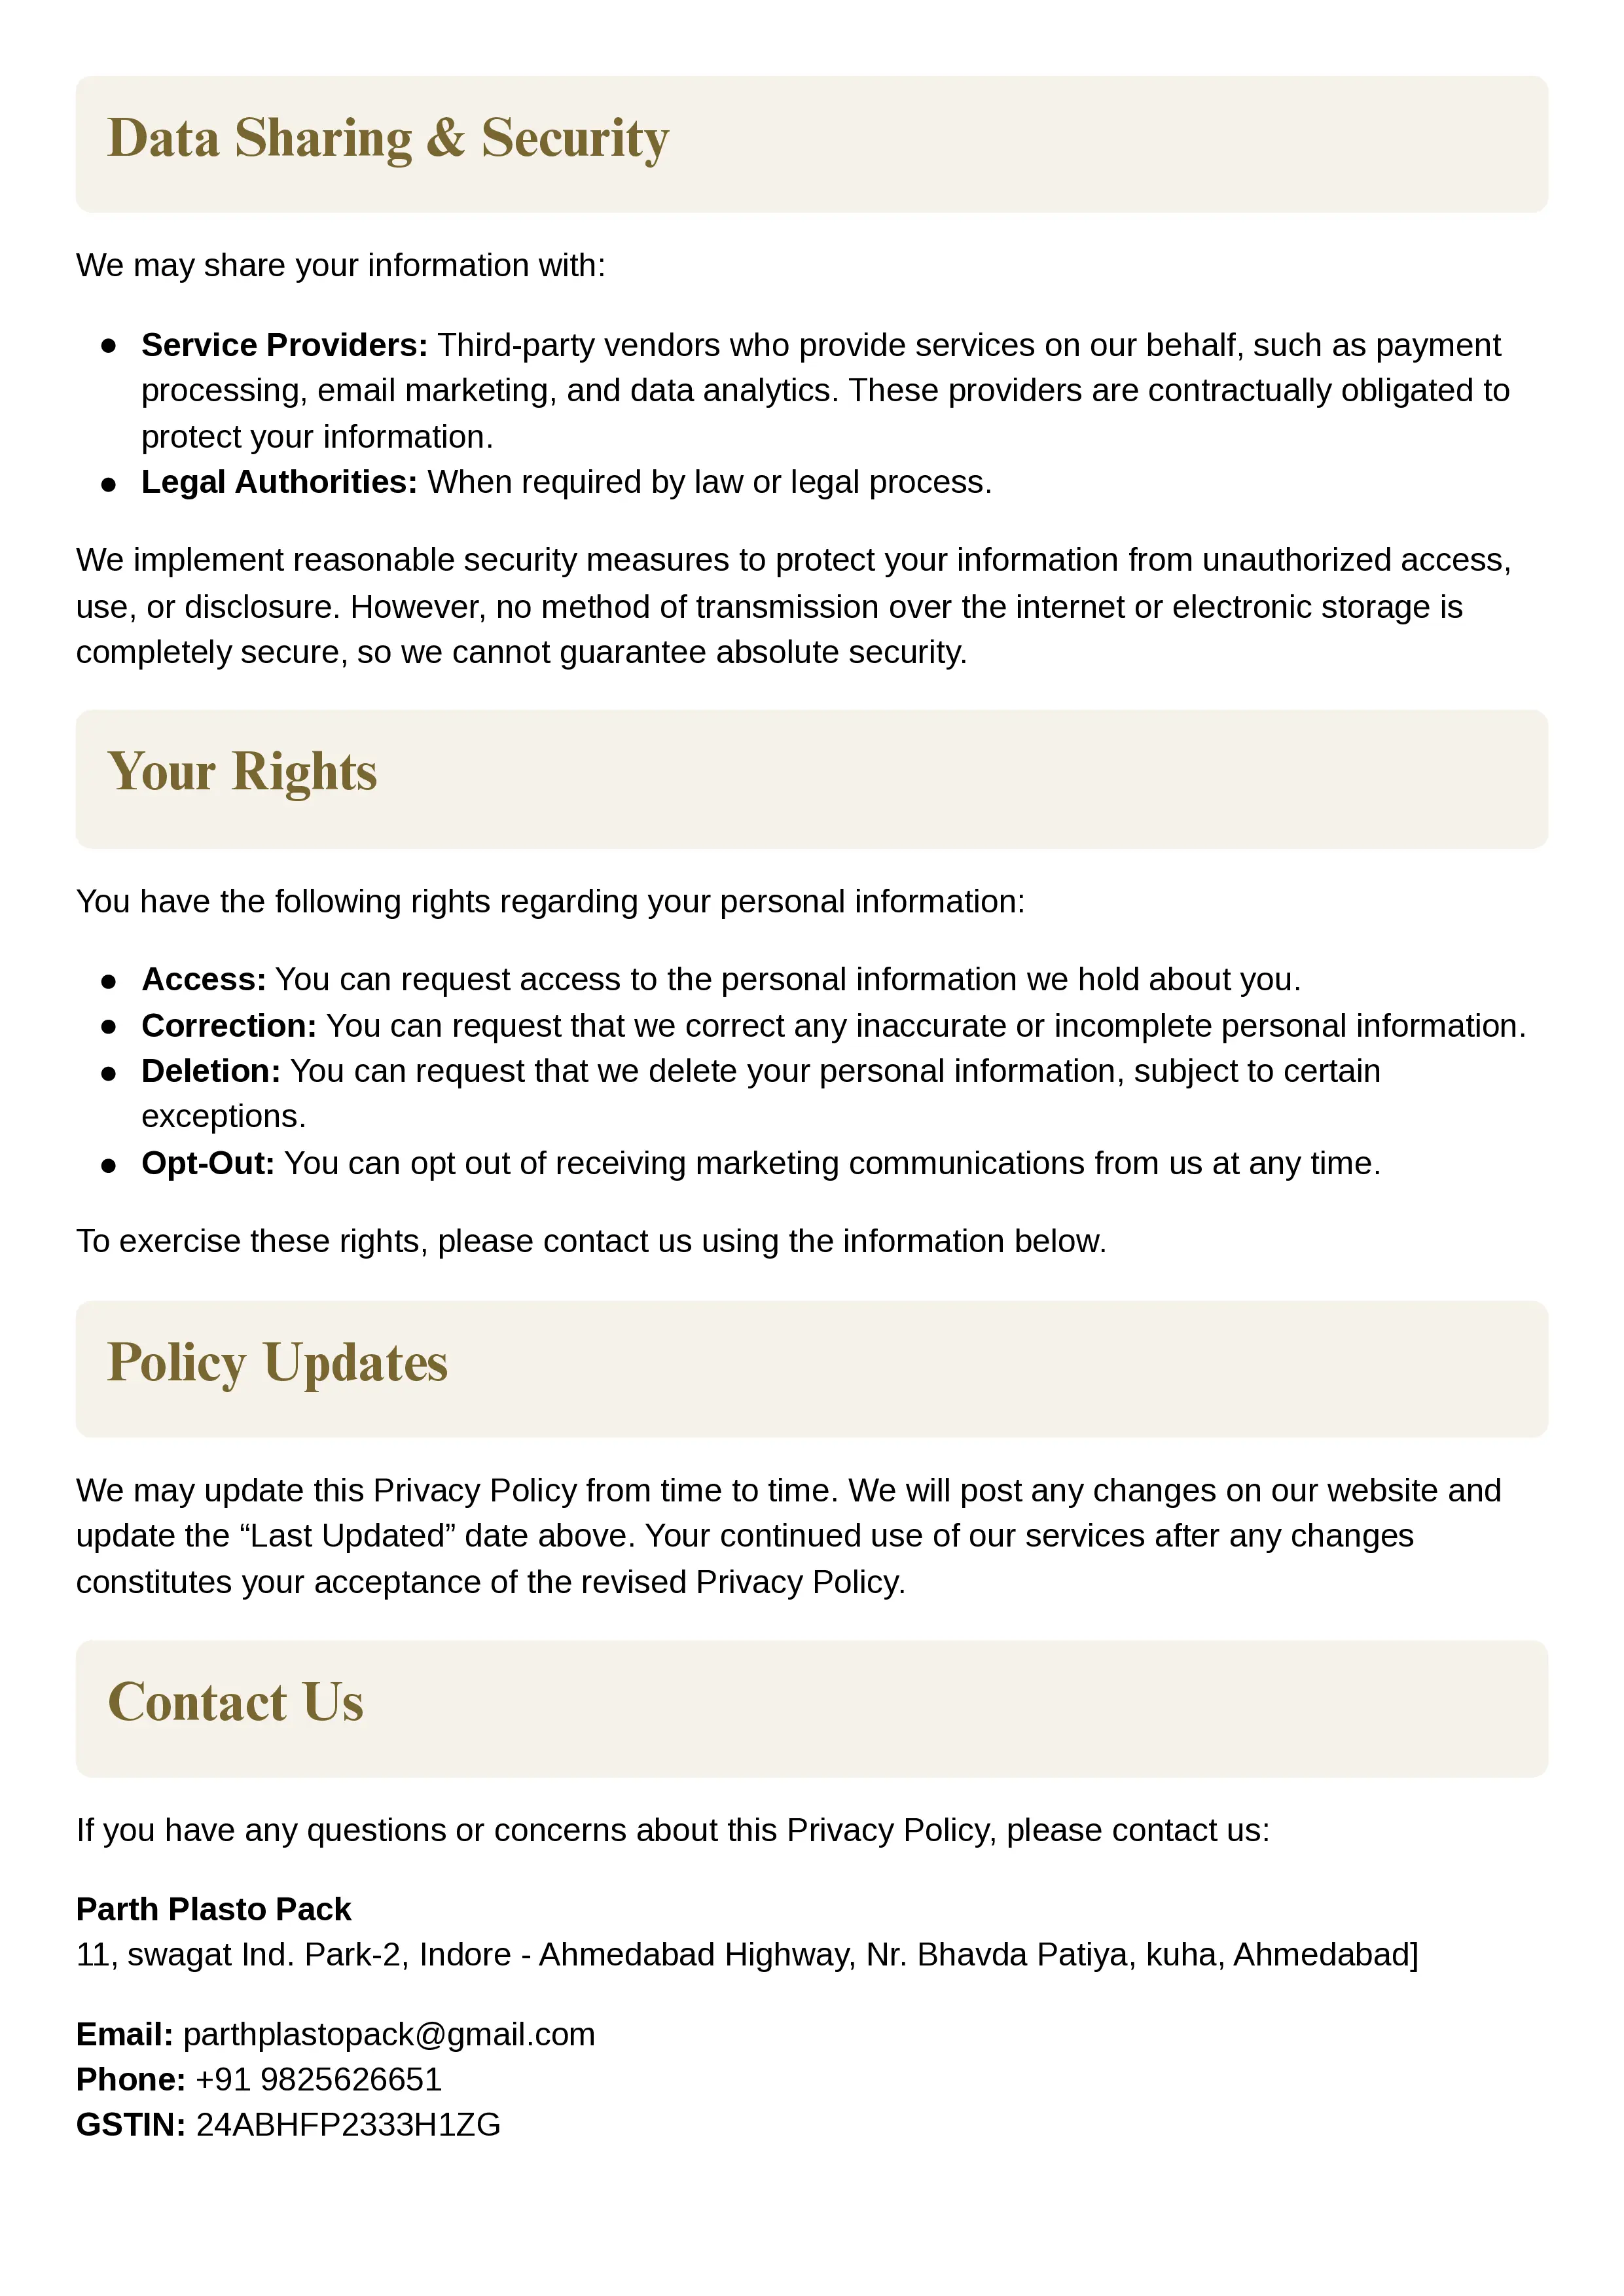 Data Sharing & Security
We may share your information with:
● Service Providers: Third-party vendors who provide services on our behalf, such as payment
processing, email marketing, and data analytics. These providers are contractually obligated to
protect your information.
● Legal Authorities: When required by law or legal process.
We implement reasonable security measures to protect your information from unauthorized access,
use, or disclosure. However, no method of transmission over the internet or electronic storage is
completely secure, so we cannot guarantee absolute security.
Your Rights
You have the following rights regarding your personal information:
● Access: You can request access to the personal information we hold about you.
● Correction: You can request that we correct any inaccurate or incomplete personal information.
● Deletion: You can request that we delete your personal information, subject to certain
exceptions.
● Opt-Out: You can opt out of receiving marketing communications from us at any time.
To exercise these rights, please contact us using the information below.
Policy Updates
We may update this Privacy Policy from time to time. We will post any changes on our website and
update the “Last Updated” date above. Your continued use of our services after any changes
constitutes your acceptance of the revised Privacy Policy.
Contact Us
If you have any questions or concerns about this Privacy Policy, please contact us:
Parth Plasto Pack
11, swagat Ind. Park-2, Indore - Ahmedabad Highway, Nr. Bhavda Patiya, kuha, Ahmedabad]
Email: parthplastopack@gmail.com
Phone: +91 9825626651
GSTIN: 24ABHFP2333H1ZG